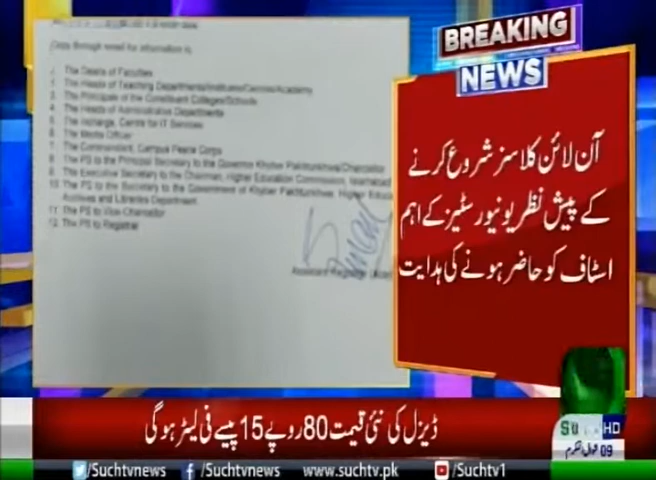 Copy through email for information to:
The Deans of Faculties
The Heads of Teaching Departments/Institutes/Centres/Academy
3. The Principals of the Constituent Colleges/Schools
4. The Heads of Administrative Departments
5. The Incharge, Centre for IT Services
6. The Media Officer
7. The Commandant, Campus Peace Corps
8. The PS to the Principal Secretary to the Governor Khyber Pakhtunkhwa/Chancellor
9. The Executive Secretary to the Chairman, Higher Education Commission, Islamabad
10. The PS to the Secretary to the Government of Khyber Pakhtunkhwa, Higher Educa
Archives and Libraries Department.
11. The PS to Vice-Chancellor
12. The PS to Registrar
Assistant Registrar
BREAKING
NEWS
آن لائن کلاسز شروع کرنے
کے پیش نظر یونیورسٹیز کے اہم
اسٹاف کو حاضر ہونے کی ہدایت
ڈیزل کی نئی قیمت 80 روپے 15 پیسے فی لیٹر ہوگی
HD
09
/Suchtvnews
/Suchtvnews
www.suchtv.pk
/Suchtv1